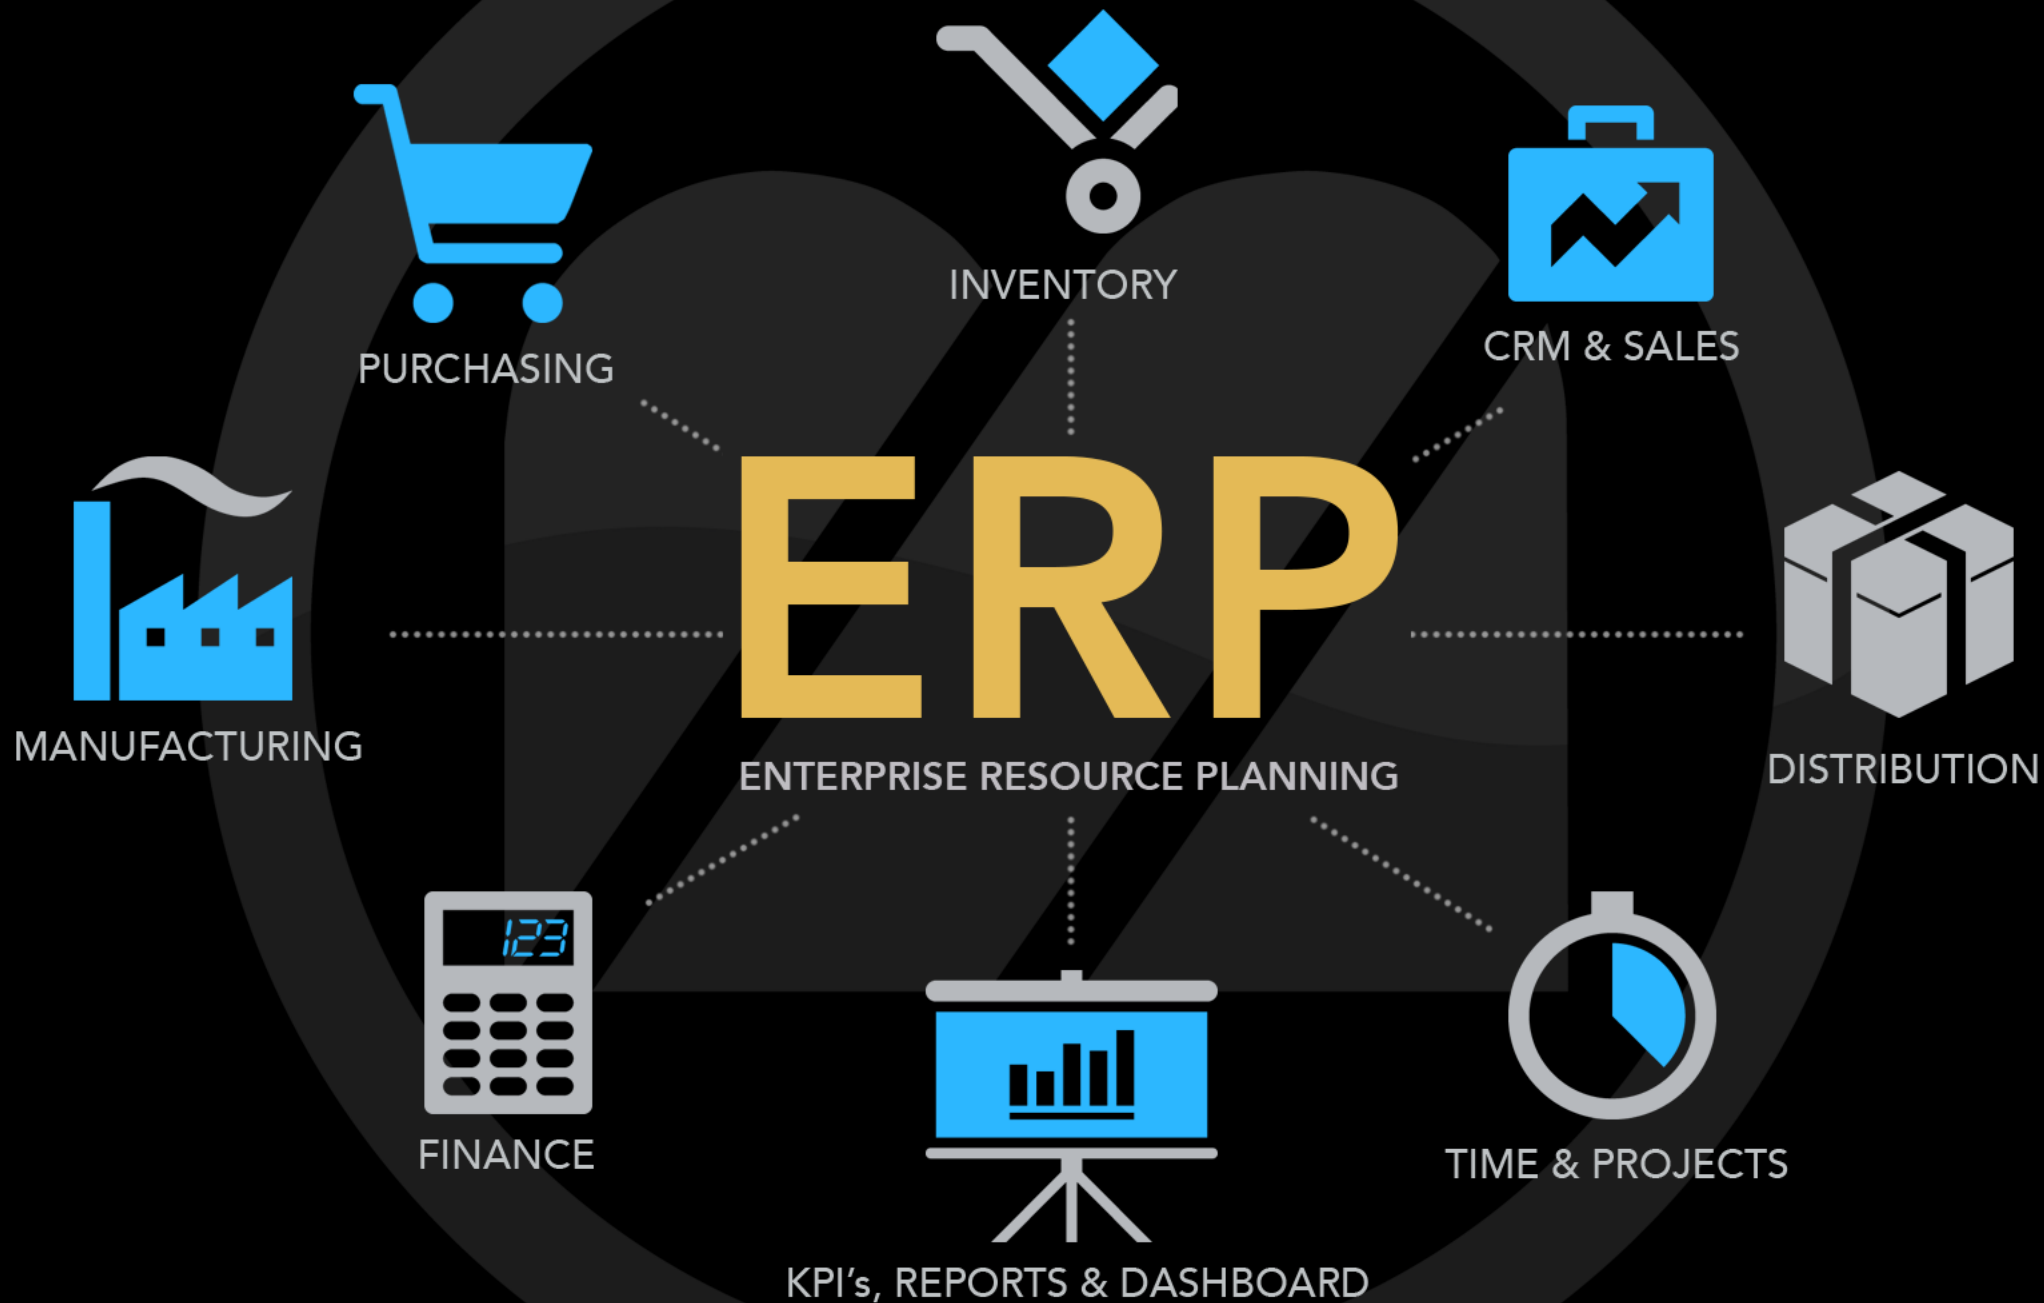 INVENTORY
PURCHASING
CRM & SALES
ERP
MANUFACTURING
ENTERPRISE RESOURCE PLANNING
DISTRIBUTION
123
FINANCE
TIME & PROJECTS
KPI's, REPORTS & DASHBOARD